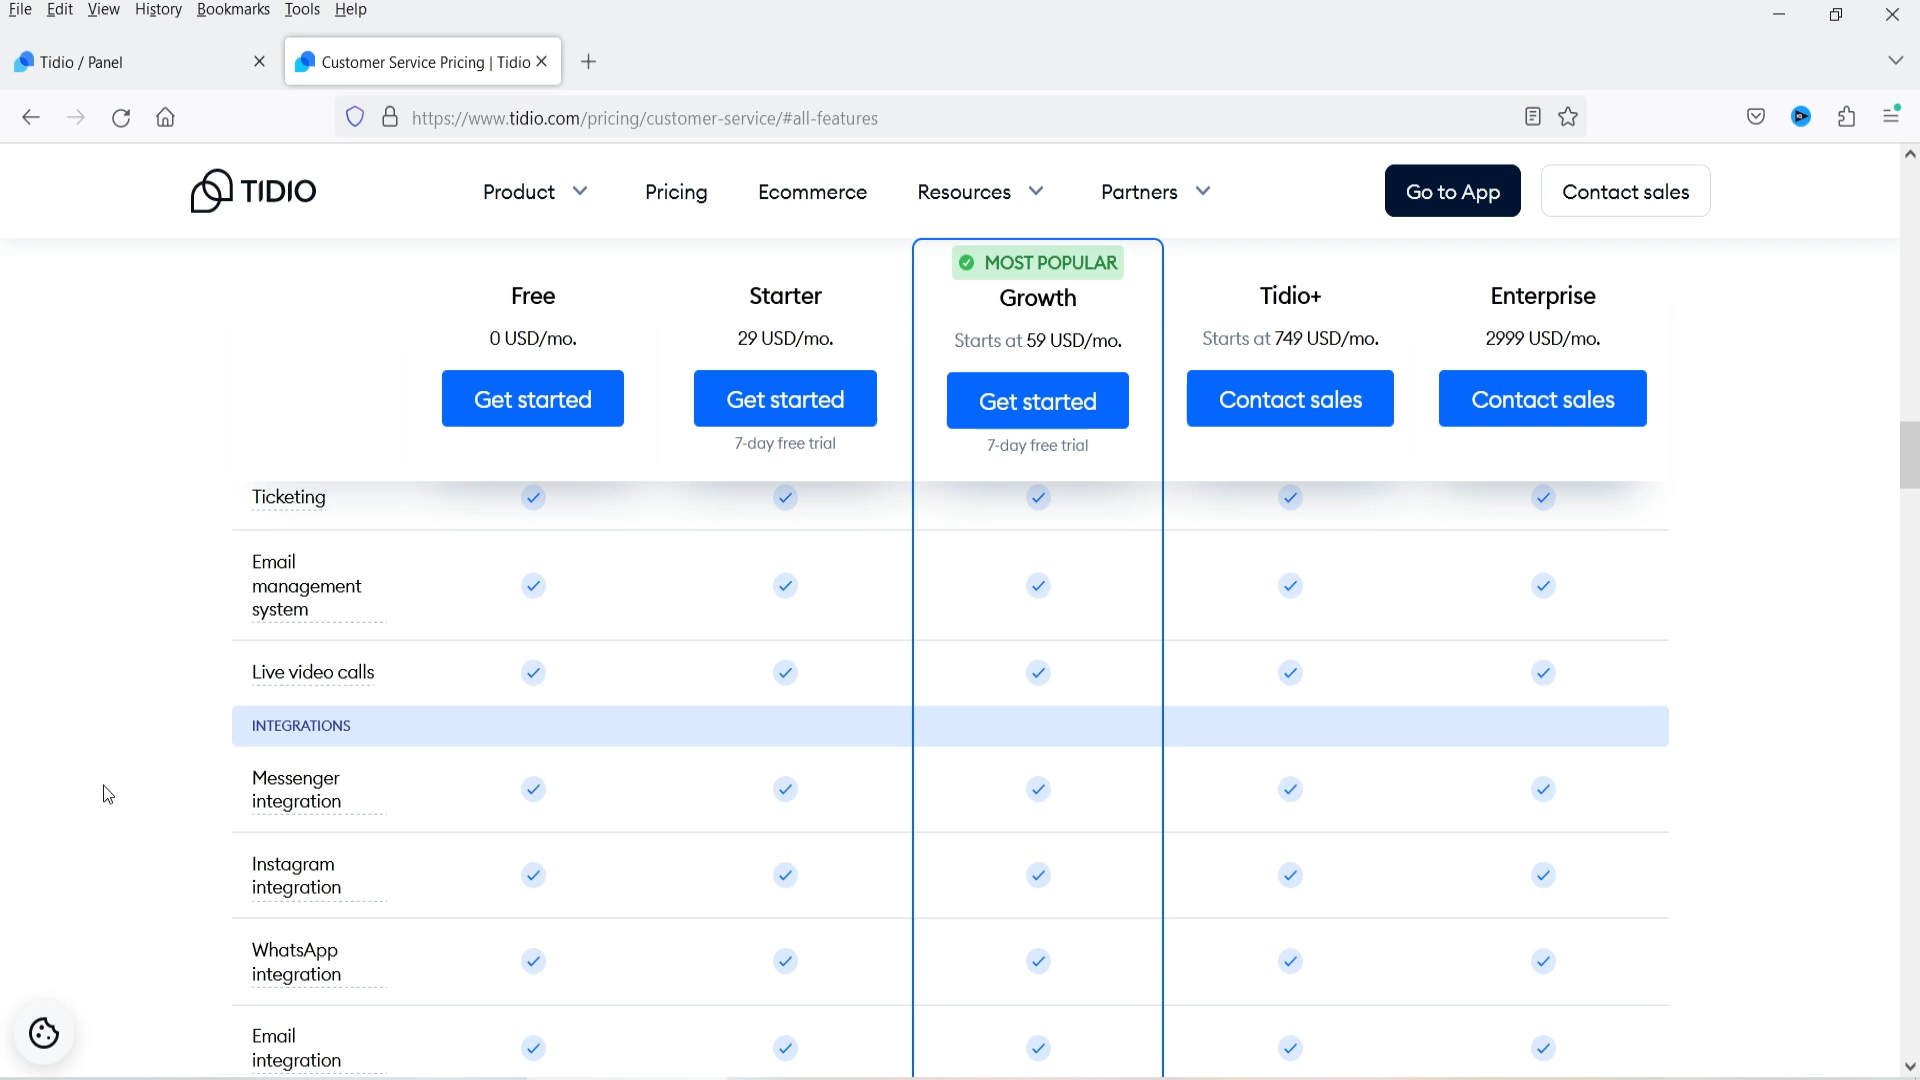 File Edit View History Bookmarks Tools Help
Tidio / Panel
Customer Service Pricing | Tidio
https://www.tidio.com/pricing/customer-service/#all-features
TIDIO
Product
Pricing
Ecommerce
Resources
Partners
Go to App
Contact sales
MOST POPULAR
Free
Starter
Growth
Tidio+
Enterprise
0 USD/mo.
29 USD/mo.
Starts at 59 USD/mo.
Starts at 749 USD/mo.
2999 USD/mo.
Get started
Get started
Get started
Contact sales
Contact sales
7-day free trial
7-day free trial
Ticketing
Email
management
system
Live video calls
INTEGRATIONS
Messenger
integration
Instagram
integration
WhatsApp
integration
Email
integration